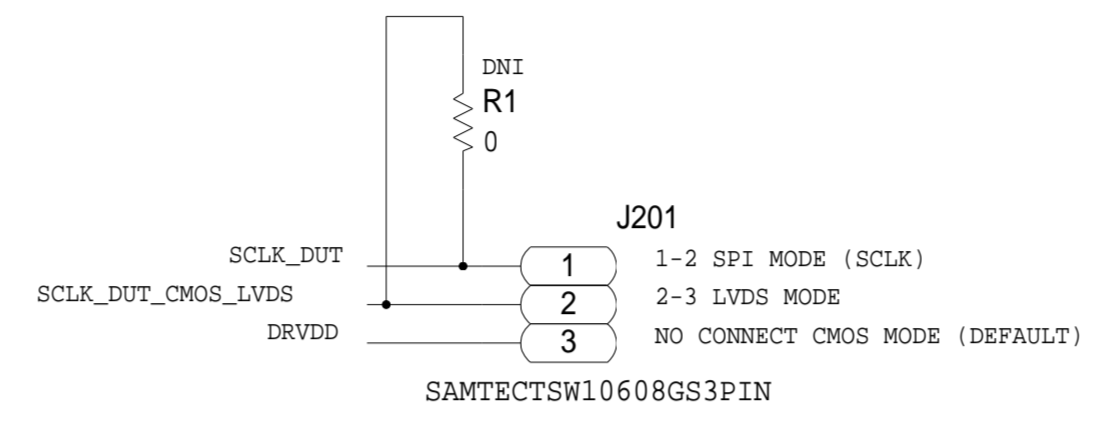 DNI
R1
0
J201
SCLK_DUT
1
1-2 SPI MODE (SCLK)
SCLK_DUT_CMOS_LVDS
2
2-3 LVDS MODE
DRVDD
3
NO CONNECT CMOS MODE (DEFAULT)
SAMTECTSW10608GS3PIN